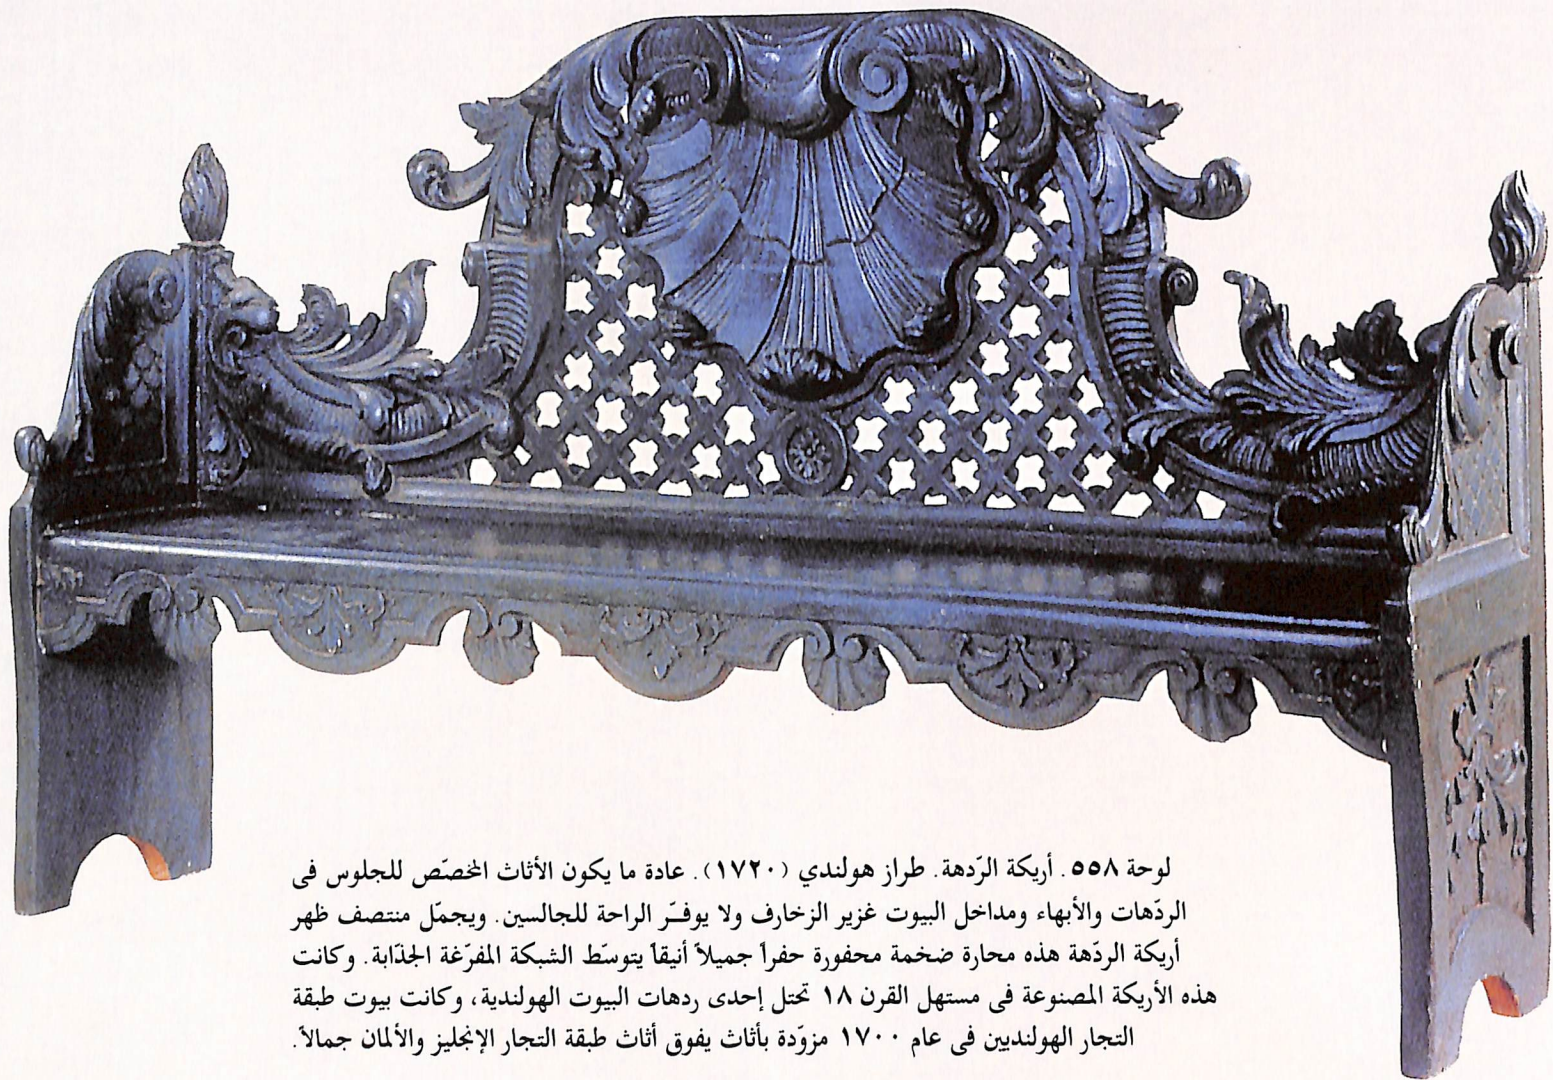 لوحة ٥٥٨. أريكة الرّدهة. طراز هولندي (١٧٢٠). عادة ما يكون الأثاث المخصّص للجلوس فى
الردّهات والأبهاء ومداخل البيوت غزير الزخارف ولا يوفّر الراحة للجالسين. ويجمّل منتصف ظهر
أريكة الردّهة هذه محارة ضخمة محفورة حفراً جميلاً أنيقاً يتوسّط الشبكة المفرّغة الجذّابة. وكانت
هذه الأريكة المصنوعة فى مستهل القرن ١٨ تحتل إحدى ردهات البيوت الهولندية، وكانت بيوت طبقة
التجار الهولنديين فى عام ١٧٠٠ مزوّدة بأثاث يفوق أثاث طبقة التجار الإنجليز والألمان جمالاً.